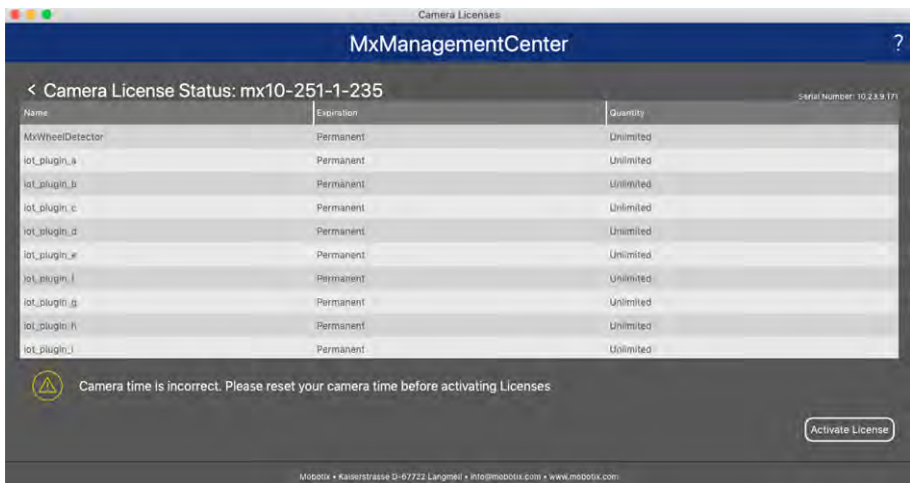 Camera Licenses
MxManagementCenter ?
< Camera License Status: mx10-251-1-235
Serial Number: 10.23.9.171
Name Expiration Quantity
MxWheelDetector Permanent Unlimited
iot_plugin_a Permanent Unlimited
iot_plugin_b Permanent Unlimited
iot_plugin_c Permanent Unlimited
iot_plugin_d Permanent Unlimited
iot_plugin_e Permanent Unlimited
iot_plugin_f Permanent Unlimited
iot_plugin_g Permanent Unlimited
iot_plugin_h Permanent Unlimited
iot_plugin_i Permanent Unlimited
Camera time is incorrect. Please reset your camera time before activating Licenses
Activate License
Mobotix • Kaiserstrasse D-67722 Langmeil • info@mobotix.com • www.mobotix.com